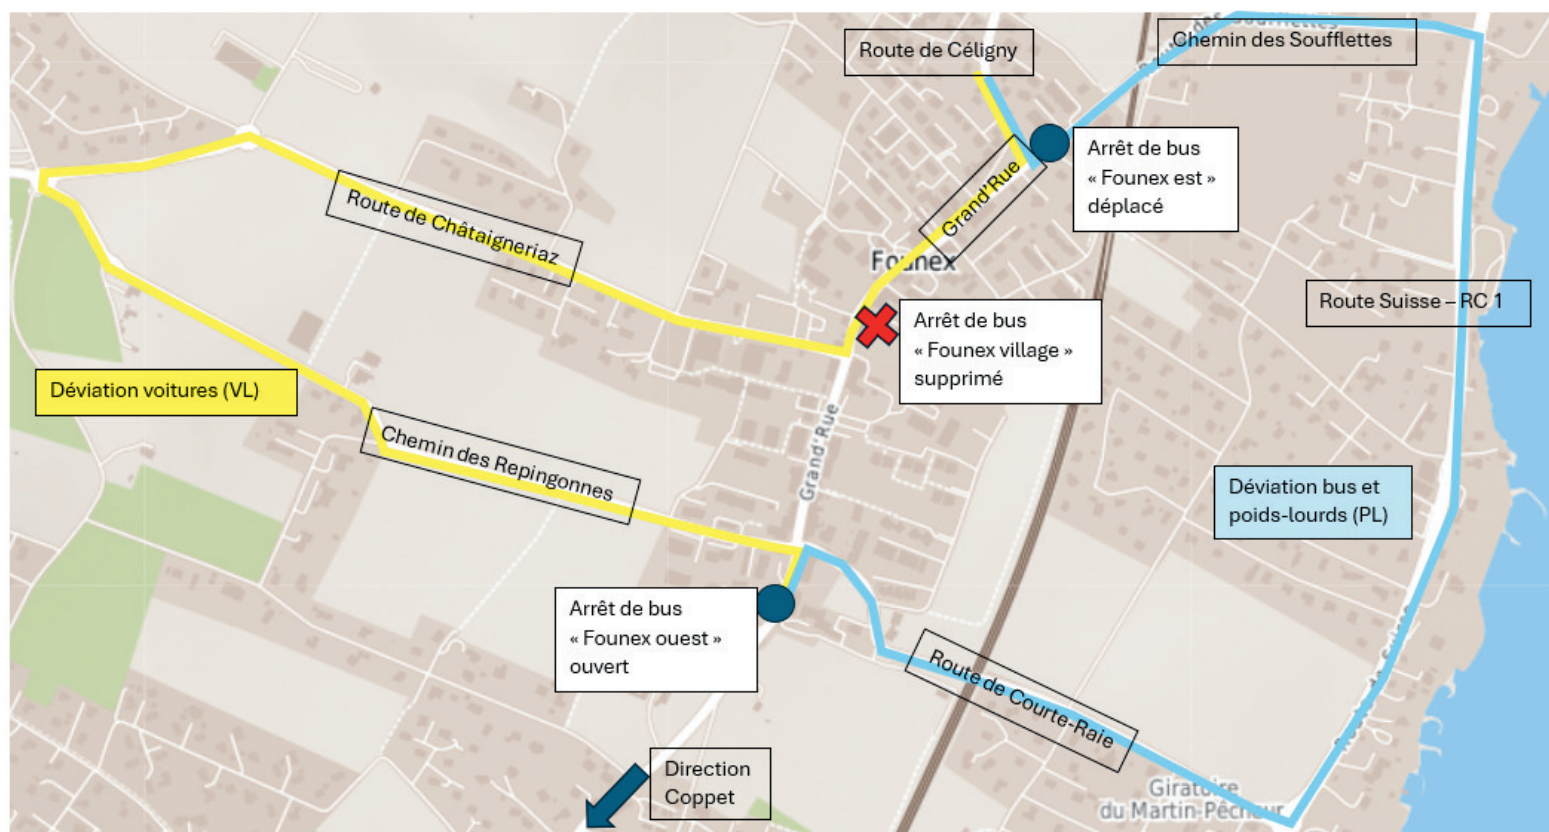 Route de Céligny
Chemin des Soufflettes
Arrêt de bus
« Founex est »
déplacé
Grand'Rue
Route de Châtaigneriaz
Founex
Route Suisse – RC 1
Arrêt de bus
« Founex village »
supprimé
Déviation voitures (VL)
Grand'Rue
Chemin des Repingonnes
Déviation bus et
poids-lourds (PL)
Arrêt de bus
« Founex ouest »
ouvert
Route de Courte-Raie
Direction
Coppet
Giratoire
du Martin-Pêcheur